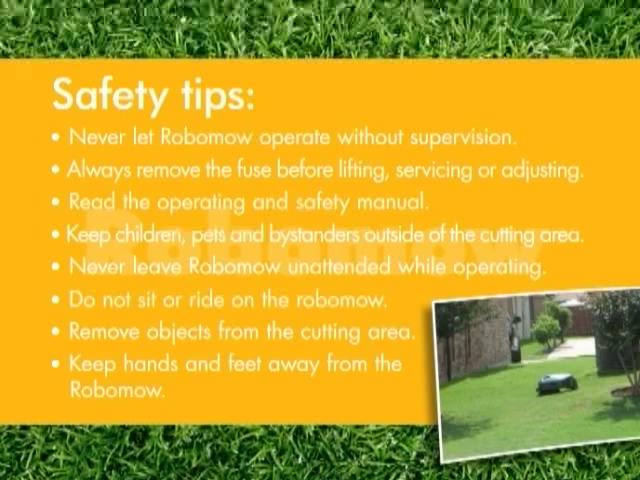 Safety tips:
• Never let Robomow operate without supervision.
• Always remove the fuse before lifting, servicing or adjusting.
• Read the operating and safety manual.
• Keep children, pets and bystanders outside of the cutting area.
• Never leave Robomow unattended while operating.
• Do not sit or ride on the robomow.
• Remove objects from the cutting area.
• Keep hands and feet away from the
Robomow.
Robomow